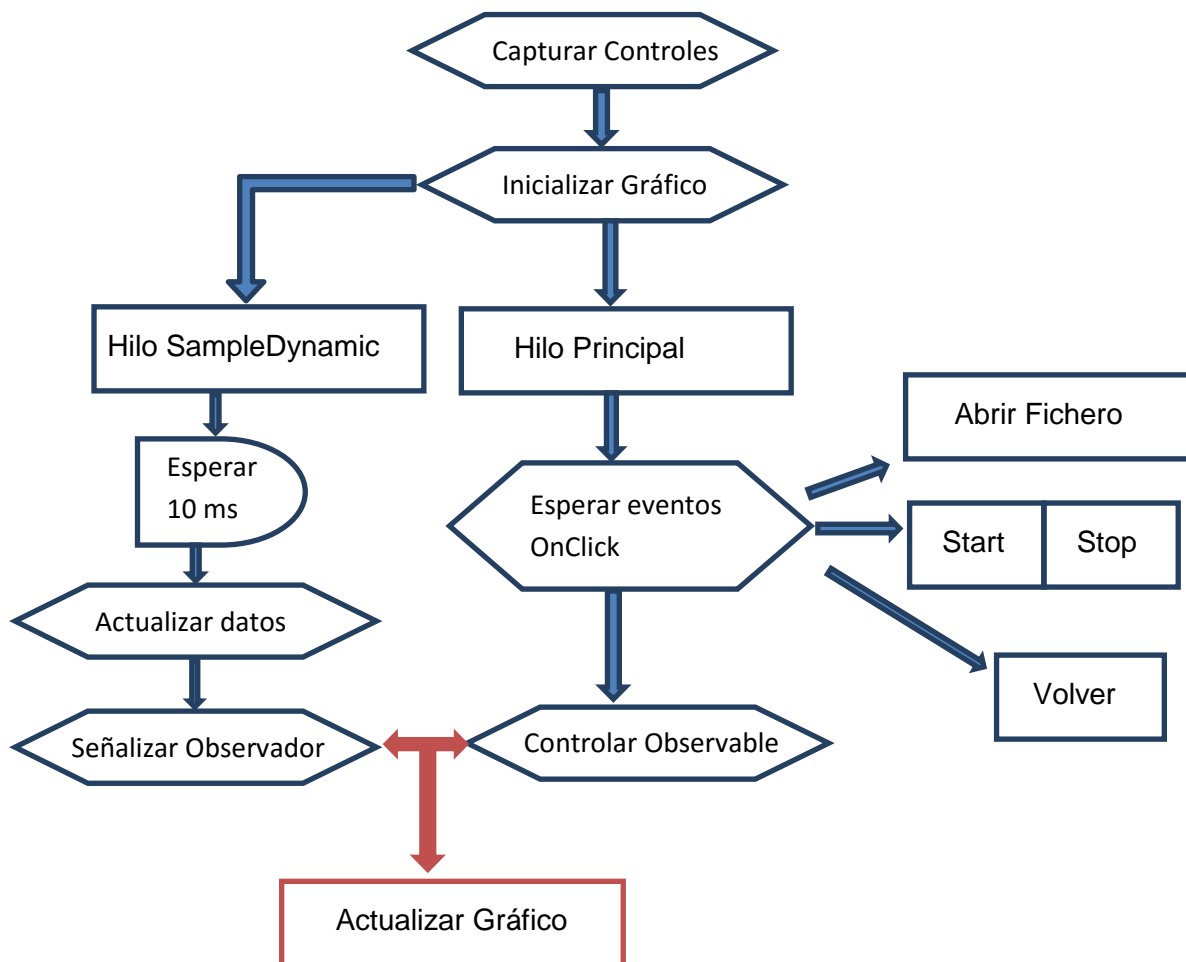 Capturar Controles
Inicializar Gráfico
Hilo SampleDynamic
Hilo Principal
Abrir Fichero
Esperar
10 ms
Esperar eventos
OnClick
Start
Stop
Actualizar datos
Volver
Señalizar Observador
Controlar Observable
Actualizar Gráfico